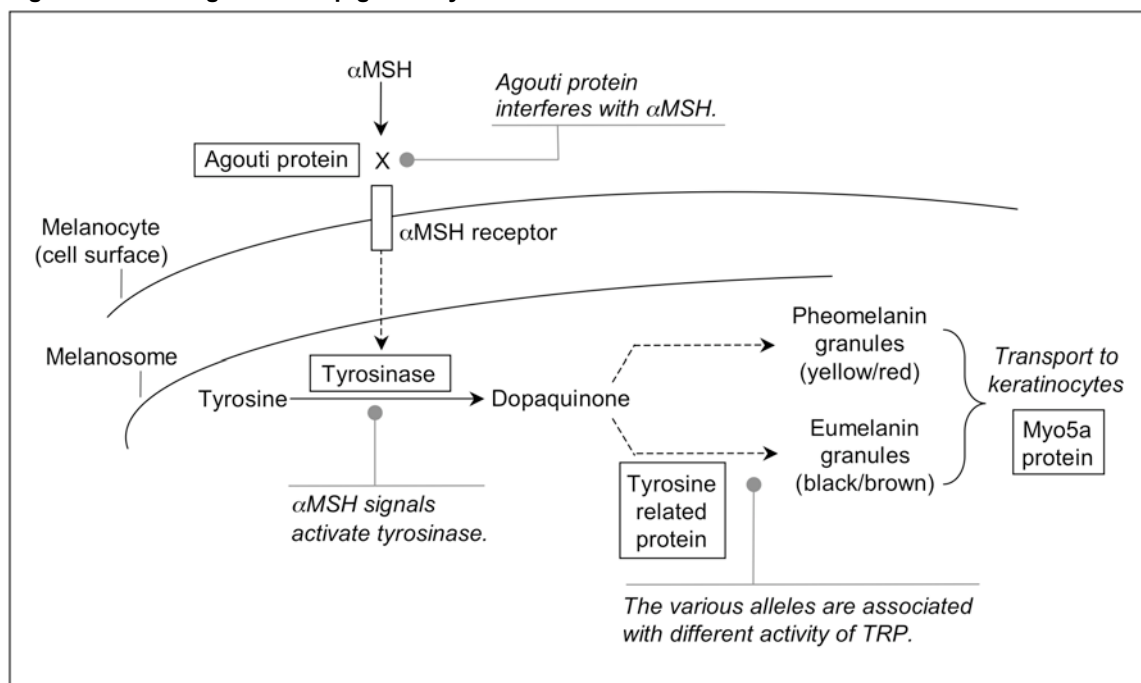 αMSH
Agouti protein
interferes with αMSH.
Agouti protein
X
αMSH receptor
Melanocyte
(cell surface)
Melanosome
Tyrosinase
Tyrosine
Dopaquinone
Pheomelanin
granules
(yellow/red)
Transport to
keratinocytes
Eumelanin
granules
(black/brown)
Myo5a
protein
Tyrosine
related
protein
αMSH signals
activate tyrosinase.
The various alleles are associated
with different activity of TRP.